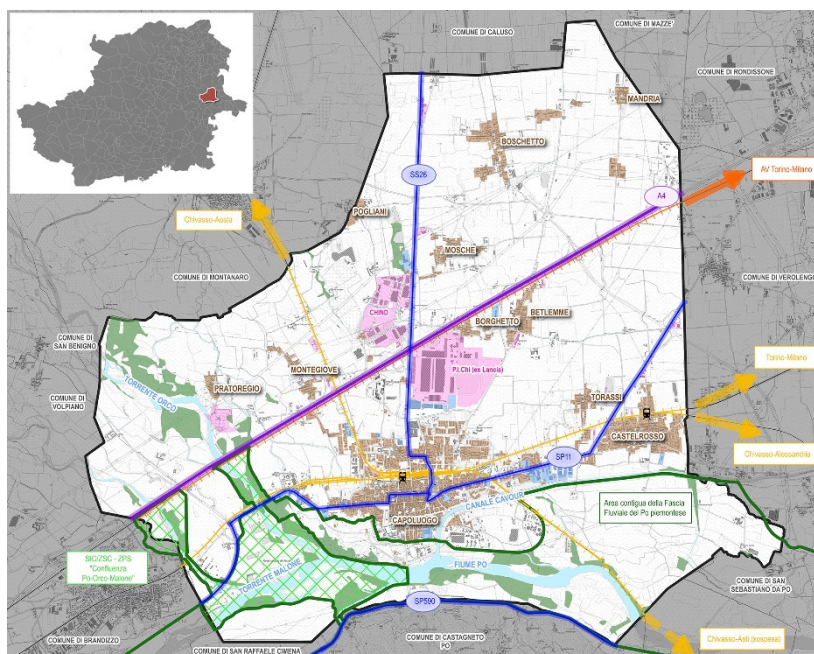 COMUNE DI MAZZE'
COMUNE DI CALUSO
COMUNE DI RONDISSONE
MANDRIA
BOSCHETTO
AV Torino-Milano
SS26
A4
POGLIANI
Chivasso-Aosta
MOSCHE
COMUNE DI MONTANARO
COMUNE DI VEROLENGO
CHIND
BETLEMME
BORGHETTO
COMUNE DI
SAN BENIGNO
P.I.Chi (ex Lancia)
Torino-Milano
MONTEGIOVE
PRATOREGIO
TORRENTE ORCO
COMUNE DI
VOLPIANO
TORASSI
CASTELROSSO
Chivasso-Alessandria
SP11
CANALE CAVOUR
Area contigua della Fascia
Fluviale del Po piemontese
CAPOLUOGO
SIC/ZSC - ZPS
"Confluenza
Po-Orco-Malone"
TORRENTE MALONE
FIUME PO
COMUNE DI SAN
SEBASTIANO DA PO
SP590
COMUNE DI BRANDIZZO
COMUNE DI CASTAGNETO
PO
Chivasso-Asti (sospesa)
COMUNE DI SAN RAFFAELE CIMENA